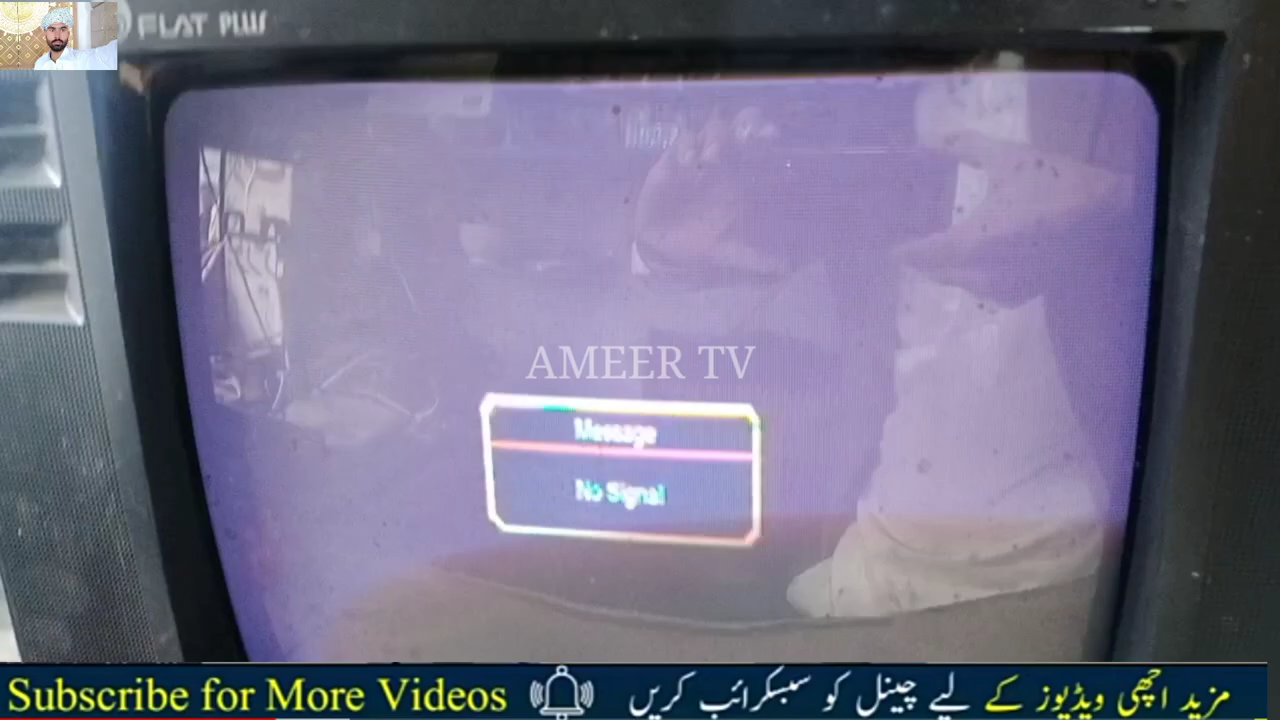 FLAT PLUS
AMEER TV
Message
No Signal
Subscribe for More Videos
مزید اچھی ویڈیوز کے لیے چینل کو سبسکرائب کریں